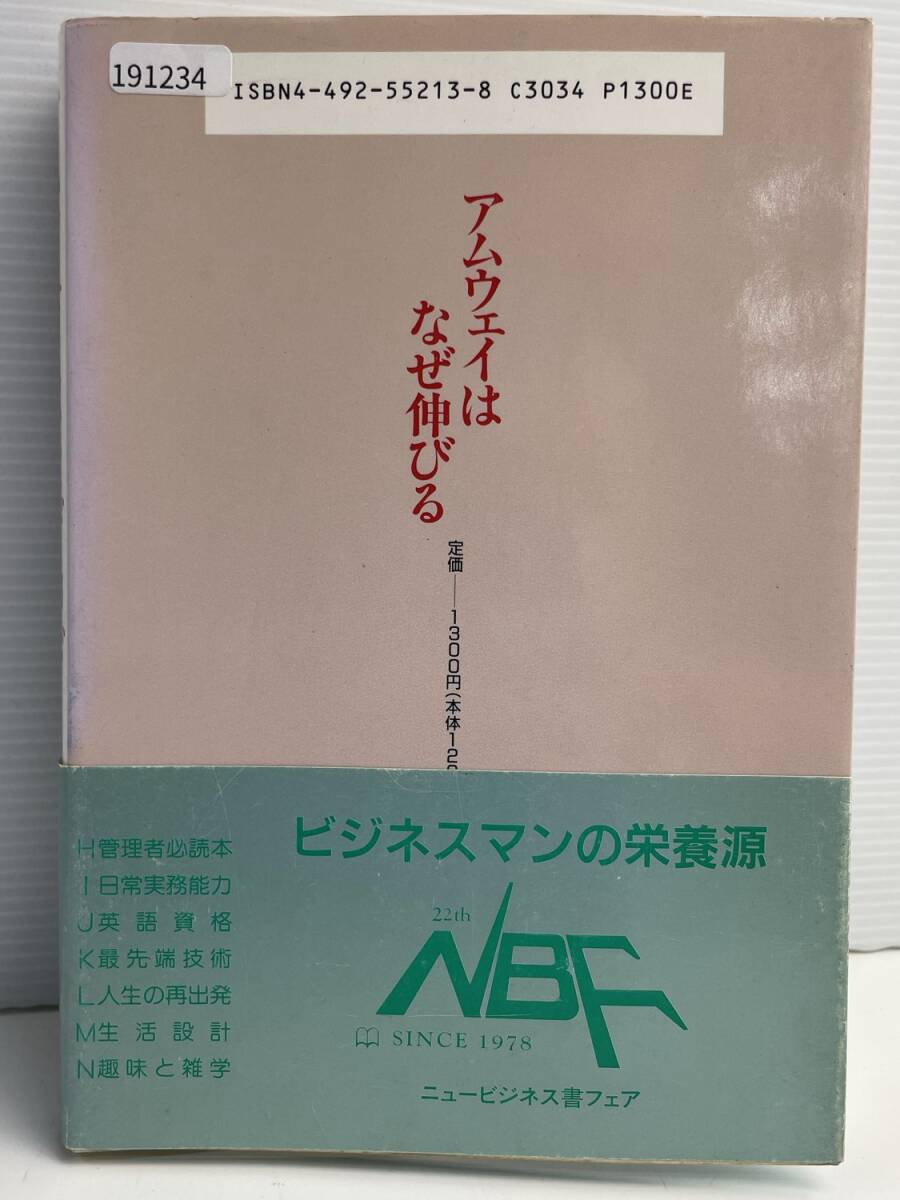 191234
ISBN4-492-55213-8 C3034 P1300E
アムウェイは
なぜ伸びる
定価――1300円(本体12
ビジネスマンの栄養源
H管理者必読本
I日常実務能力
J英語資格
K最先端技術
L人生の再出発
M生活設計
N趣味と雑学
22th
NBF
SINCE 1978
ニュービジネス書フェア